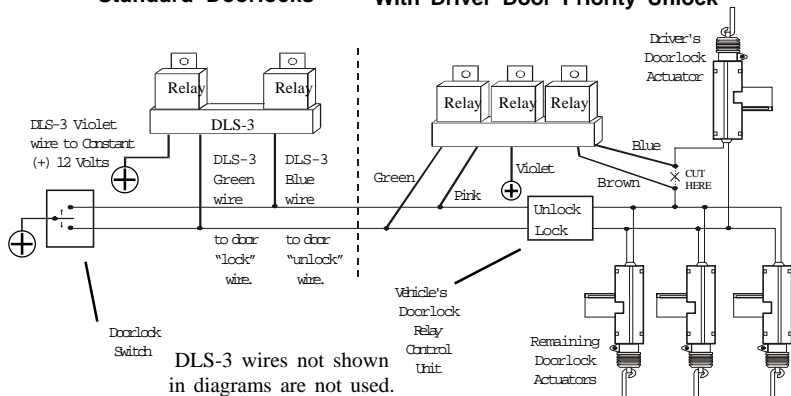 Standard Doorlocks
With Driver Door Priority Unlock
Relay
Relay
DLS-3
DLS-3 Violet
wire to Constant
(+) 12 Volts
DLS-3
Green
wire
to door
"lock"
wire.
DLS-3
Blue
wire
to door
"unlock"
wire.
Doorlock
Switch
DLS-3 wires not shown
in diagrams are not used.
Relay
Relay
Relay
Green
Pink
Violet
Blue
Brown
CUT
HERE
Driver's
Doorlock
Actuator
Unlock
Lock
Vehicle's
Doorlock
Relay
Control
Unit
Remaining
Doorlock
Actuators